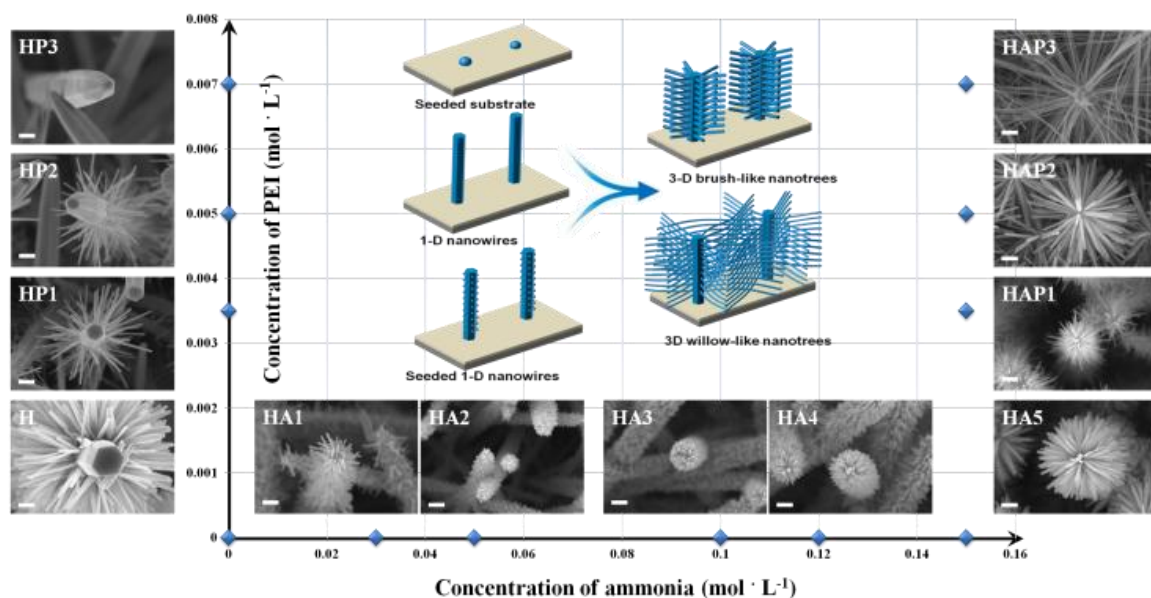 HP3
HP2
HP1
H
Concentration of PEI (mol · L⁻¹)
0.008
0.007
0.006
0.005
0.004
0.003
0.002
0.001
0
Seeded substrate
1-D nanowires
Seeded 1-D nanowires
3-D brush-like nanotrees
3D willow-like nanotrees
HAP3
HAP2
HAP1
HA1
HA2
HA3
HA4
HA5
0
0.02
0.04
0.06
0.08
0.1
0.12
0.14
0.16
Concentration of ammonia (mol · L⁻¹)